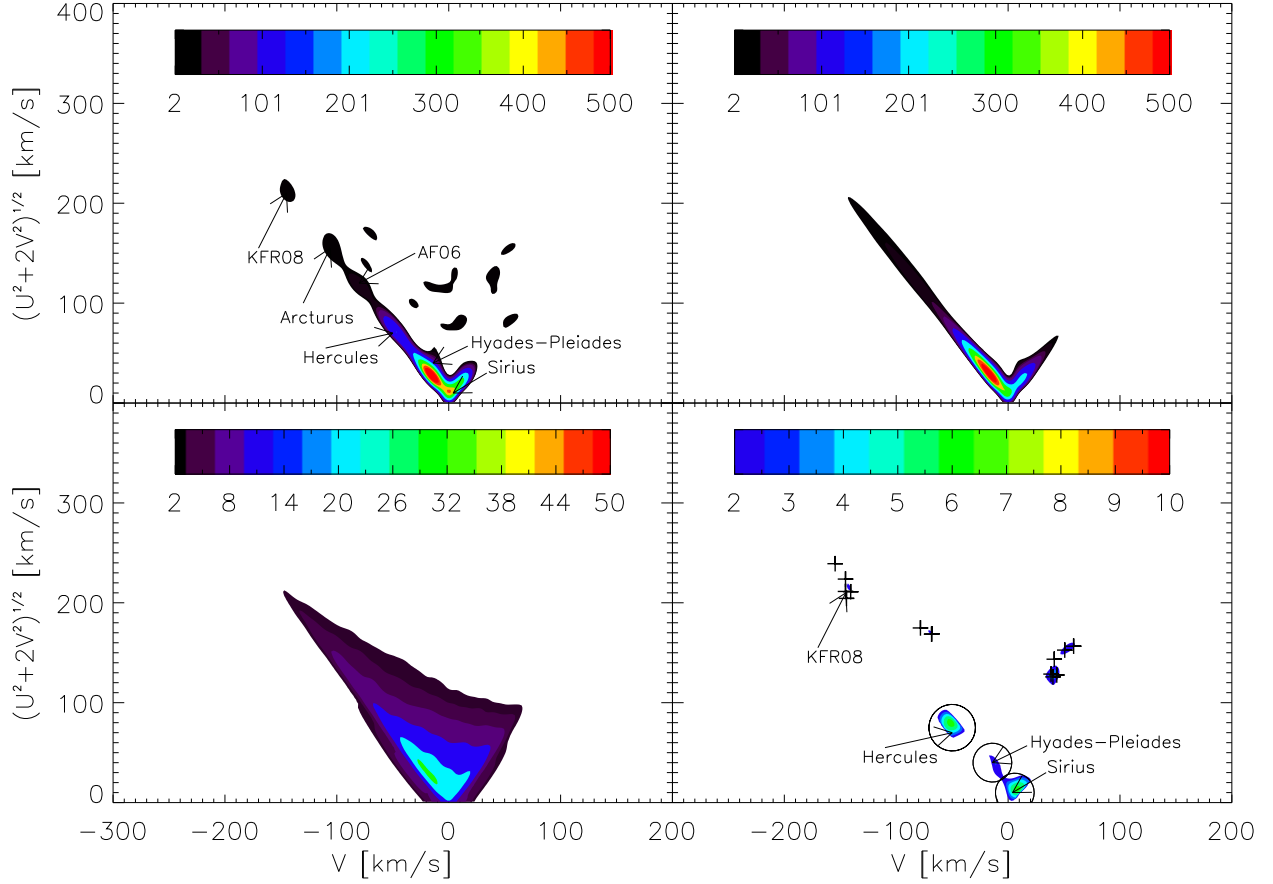 400
300
200
100
0
(U²+2V²)¹/² [km/s]
2 101 201 300 400 500
KFR08
AF06
Arcturus
Hercules
Hyades-Pleiades
Sirius
2 101 201 300 400 500
300
200
100
0
(U²+2V²)¹/² [km/s]
2 8 14 20 26 32 38 44 50
-300 -200 -100 0 100 200
V [km/s]
2 3 4 5 6 7 8 9 10
KFR08
Hercules
Hyades-Pleiades
Sirius
-200 -100 0 100 200
V [km/s]